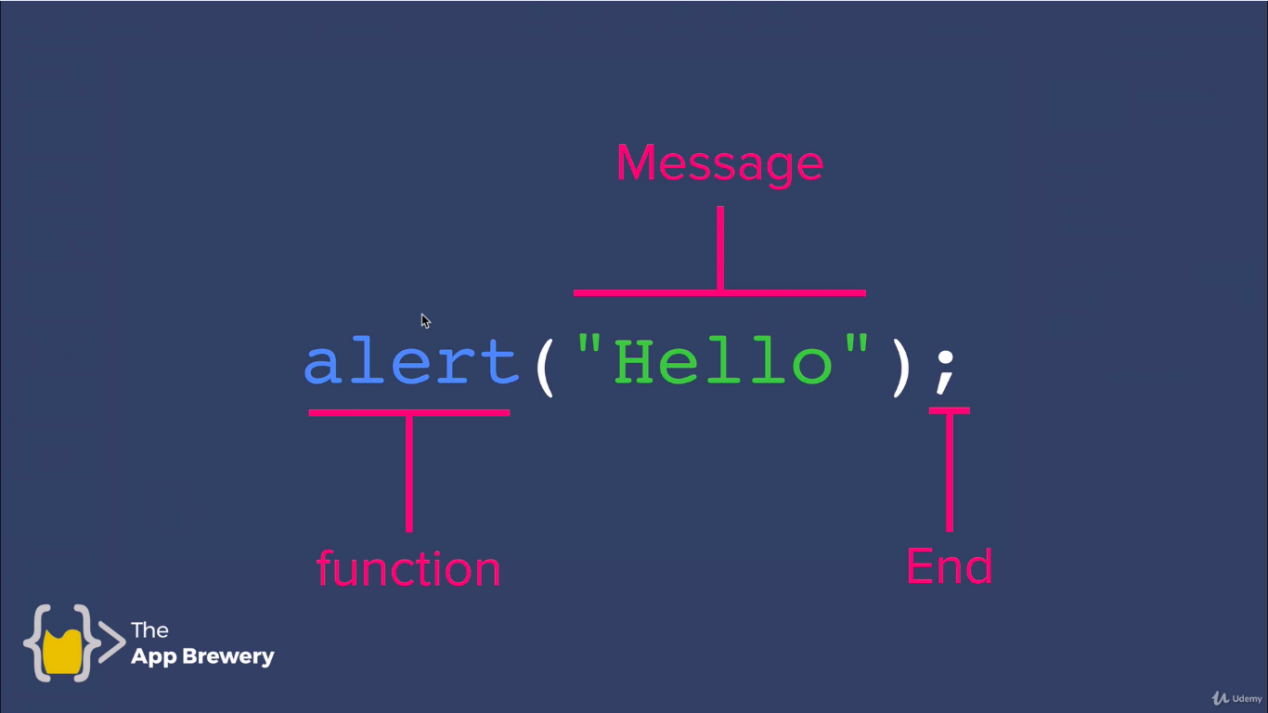 Message
alert("Hello");
function
End
The
App Brewery
Udemy